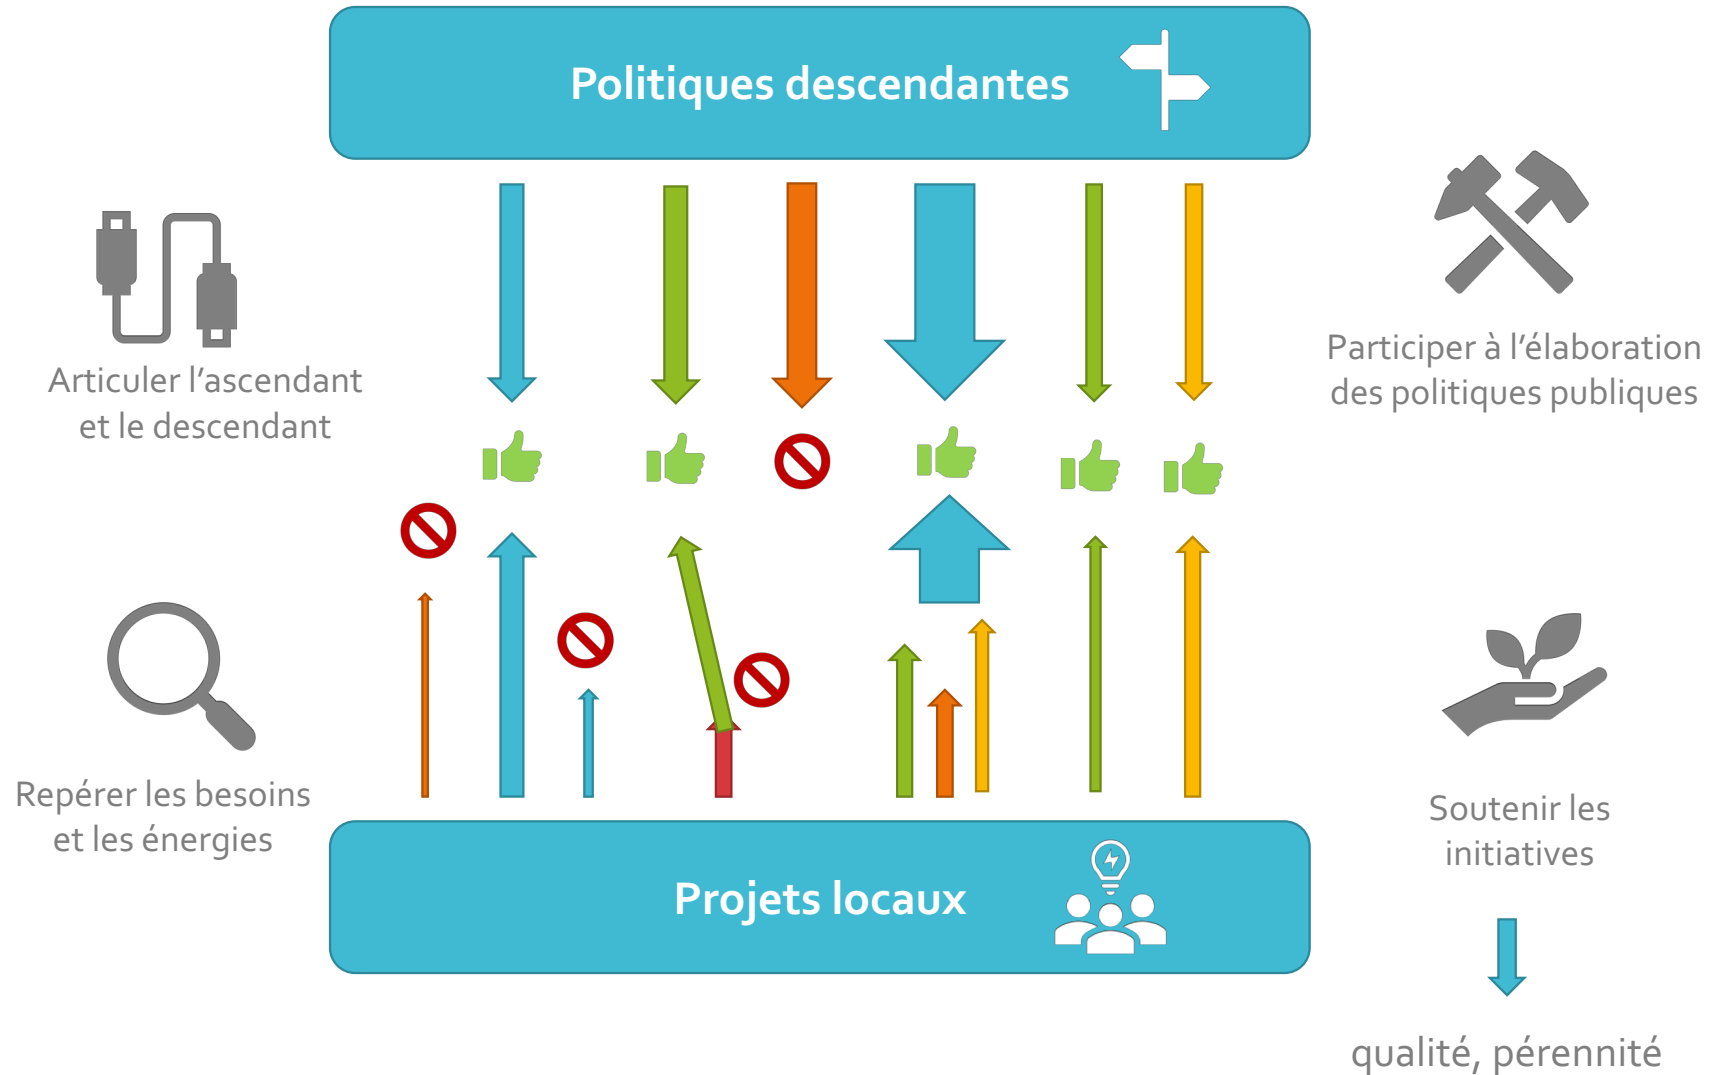 Politiques descendantes
Articuler l'ascendant
et le descendant
Participer à l'élaboration
des politiques publiques
Repérer les besoins
et les énergies
Soutenir les
initiatives
Projets locaux
qualité, pérennité